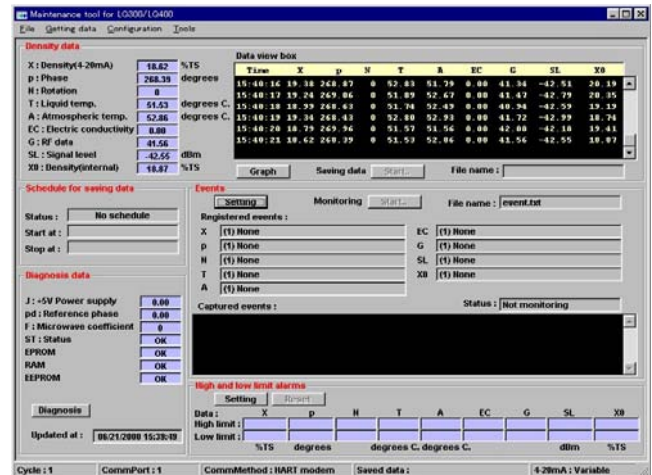 Maintenance tool for LG300/LG400
File Getting data Configuration Tools
Density data
X : Density(4-20mA) 18.62 %TS
p : Phase 268.39 degrees
N : Rotation 0
T : Liquid temp. 51.53 degrees C.
A : Atmospheric temp. 52.86 degrees C.
EC : Electric conductivity 0.00
G : RF data 41.56
SL : Signal level -42.55 dBm
X0 : Density(internal) 18.87 %TS
Data view box
Time X p N T A EC G SL X0
15:40:16 19.38 268.87 0 52.83 51.79 0.00 41.34 -42.51 20.19
15:40:17 19.24 269.06 0 51.89 52.67 0.00 41.47 -42.79 20.35
15:40:18 18.99 268.63 0 51.74 52.49 0.00 40.94 -42.59 19.19
15:40:19 19.34 268.43 0 52.80 52.93 0.00 41.72 -42.99 18.74
15:40:20 18.79 269.96 0 51.57 51.56 0.00 42.08 -42.18 19.41
15:40:21 18.62 268.39 0 51.53 52.86 0.00 41.56 -42.55 18.87
Graph Saving data Start... File name :
Schedule for saving data
Status : No schedule
Start at :
Stop at :
Events
Setting Monitoring Start... File name : event.txt
Registered events :
X (1) None EC (1) None
p (1) None G (1) None
N (1) None SL (1) None
T (1) None X0 (1) None
A (1) None
Captured events : Status : Not monitoring
Diagnosis data
J : +5V Power supply 0.00
pd : Reference phase 0.00
F : Microwave coefficient 0
ST : Status OK
EPROM OK
RAM OK
EEPROM OK
Diagnosis
Updated at : 06/21/2000 15:39:49
High and low limit alarms
Setting Reset
Data : X p N T A EC G SL X0
High limit :
Low limit :
%TS degrees degrees C. degrees C. dBm %TS
Cycle : 1 CommPort : 1 CommMethod : HART modem Saved data : 4-20mA : Variable